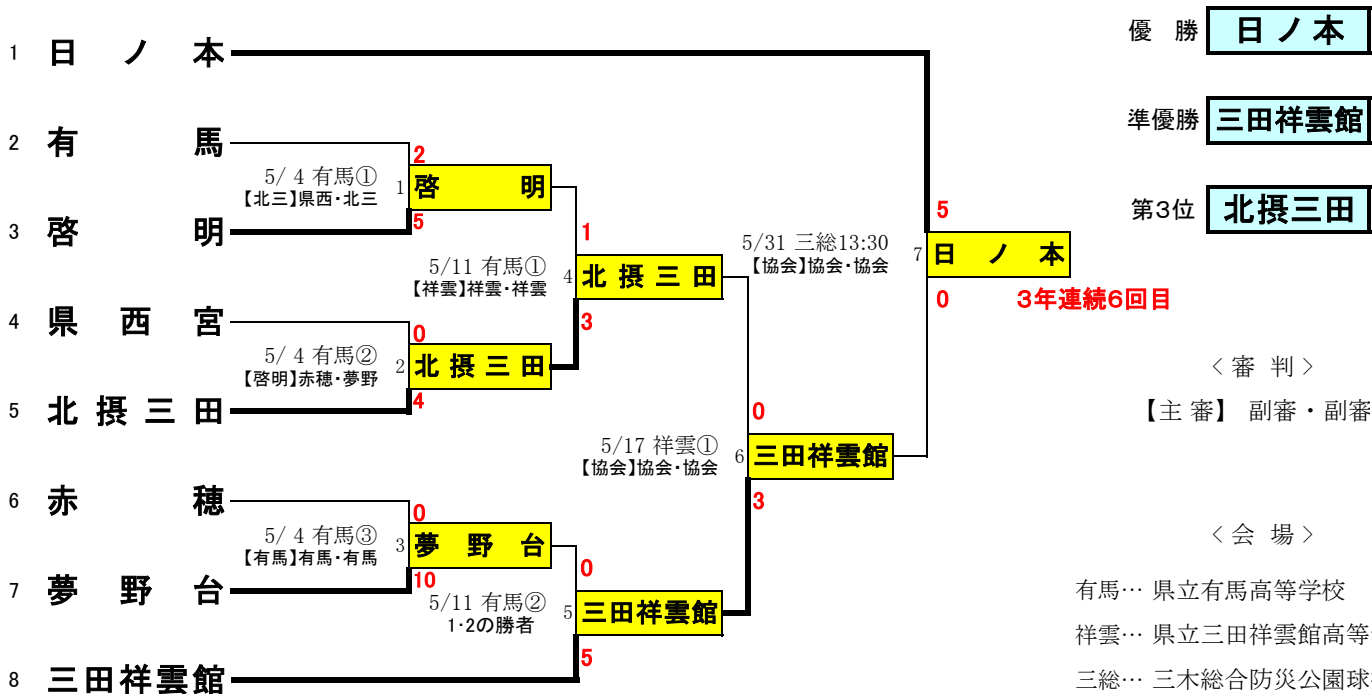 優 勝 日ノ本
1 日ノ本
準優勝 三田祥雲館
2 有馬
2
5/ 4 有馬①
【北三】県西・北三
1 啓明
第3位 北摂三田
3 啓明
5
1
5
5/31 三総13:30
【協会】協会・協会
7 日ノ本
5/11 有馬①
【祥雲】祥雲・祥雲
4 北摂三田
0 3年連続6回目
4 県西宮
0
3
5/ 4 有馬②
【啓明】赤穂・夢野
2 北摂三田
<審 判>
5 北摂三田
4
0
【主 審】 副審・副審
5/17 祥雲①
【協会】協会・協会
6 三田祥雲館
6 赤穂
0
3
5/ 4 有馬③
【有馬】有馬・有馬
3 夢野台
<会 場>
7 夢野台
10
0
5/11 有馬②
1・2の勝者
5 三田祥雲館
有馬… 県立有馬高等学校
祥雲… 県立三田祥雲館高等
5
8 三田祥雲館
三総… 三木総合防災公園球